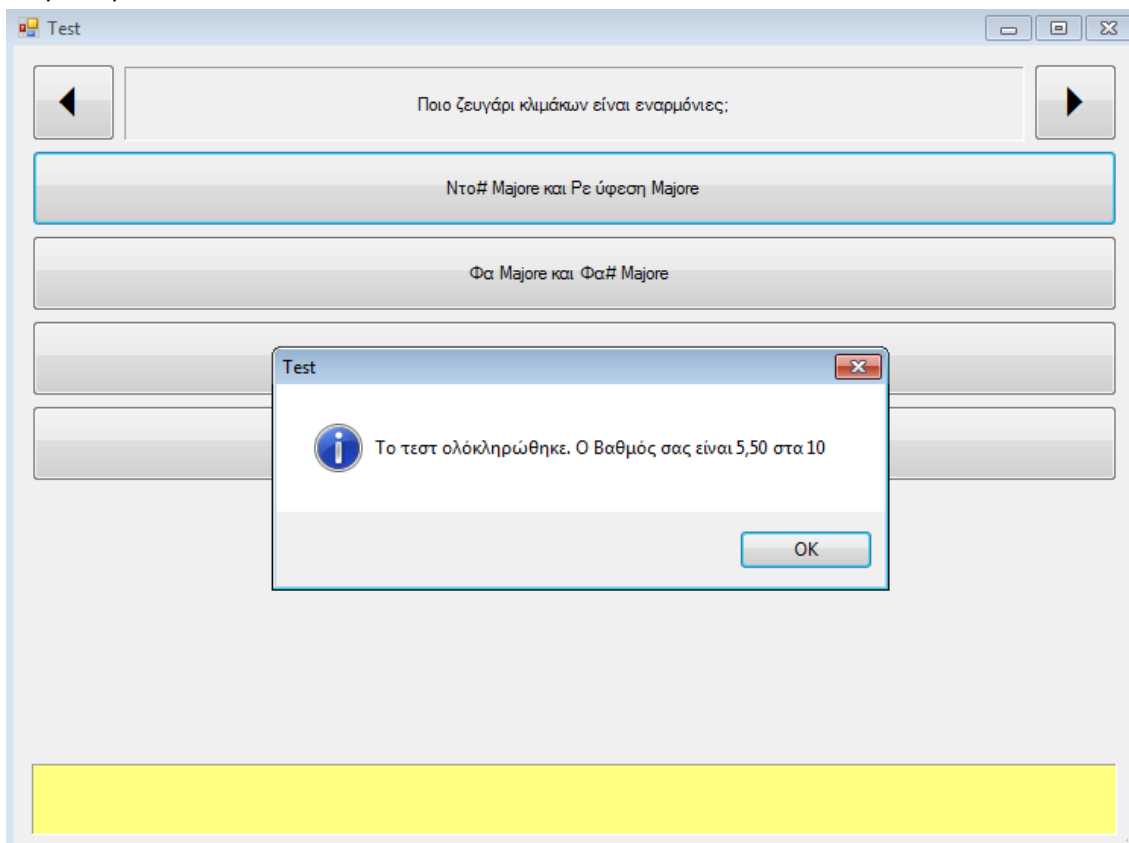 Test
Ποιο ζευγάρι κλιμάκων είναι εναρμόνιες;
Ντο# Majore και Ρε ύφεση Majore
Φα Majore και Φα# Majore
Test
Το τεστ ολόκληρώθηκε. Ο Βαθμός σας είναι 5,50 στα 10
OK